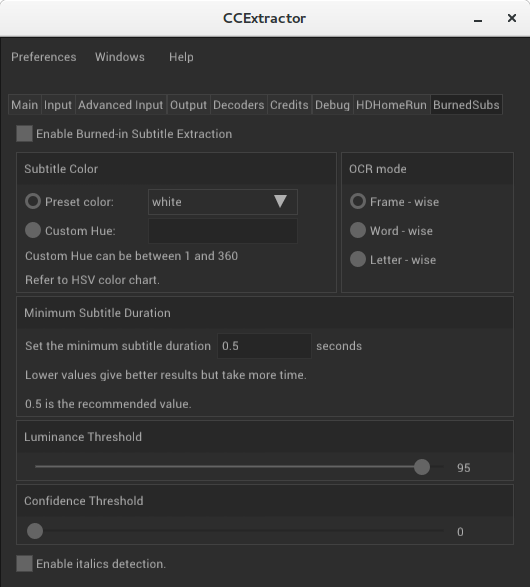 CCExtractor
Preferences Windows Help
Main Input Advanced Input Output Decoders Credits Debug HDHomeRun BurnedSubs
Enable Burned-in Subtitle Extraction
Subtitle Color
Preset color: white
Custom Hue:
Custom Hue can be between 1 and 360
Refer to HSV color chart.
OCR mode
Frame - wise
Word - wise
Letter - wise
Minimum Subtitle Duration
Set the minimum subtitle duration 0.5 seconds
Lower values give better results but take more time.
0.5 is the recommended value.
Luminance Threshold
95
Confidence Threshold
0
Enable italics detection.